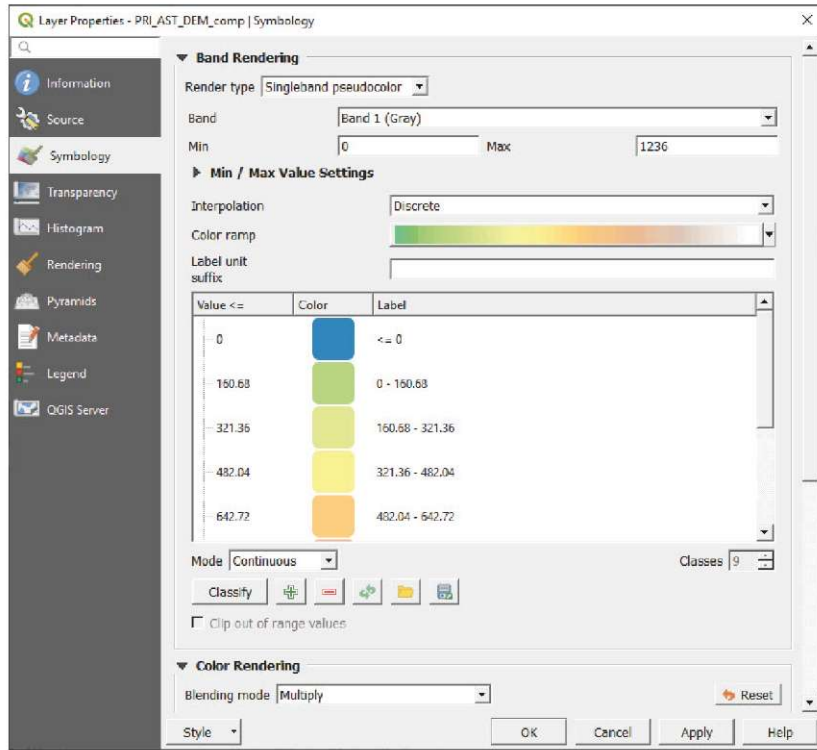 Layer Properties - PRI_AST_DEM_comp | Symbology
Information
Source
Symbology
Transparency
Histogram
Rendering
Pyramids
Metadata
Legend
QGIS Server
Band Rendering
Render type Singleband pseudocolor
Band Band 1 (Gray)
Min 0 Max 1236
Min / Max Value Settings
Interpolation Discrete
Color ramp
Label unit
suffix
Value <= Color Label
0 <= 0
160.68 0 - 160.68
321.36 160.68 - 321.36
482.04 321.36 - 482.04
642.72 482.04 - 642.72
Mode Continuous Classes 9
Classify
Clip out of range values
Color Rendering
Blending mode Multiply Reset
Style OK Cancel Apply Help